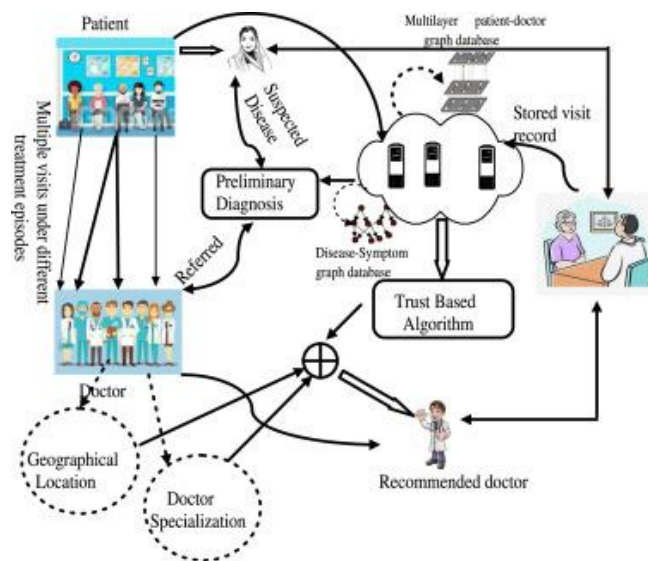 Patient
Multilayer patient-doctor
graph database
Multiple visits under different
treatment episodes
Suspected
Disease
Stored visit
record
Preliminary
Diagnosis
Disease-Symptom
graph database
Referred
Trust Based
Algorithm
Doctor
Geographical
Location
Doctor
Specialization
Recommended doctor